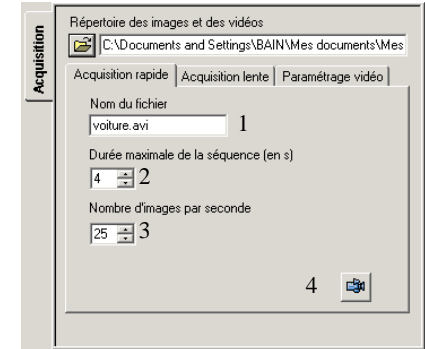 Acquisition
Répertoire des images et des vidéos
C:\Documents and Settings\BAIN\Mes documents\Mes
Acquisition rapide Acquisition lente Paramétrage vidéo
Nom du fichier
voiture.avi 1
Durée maximale de la séquence (en s)
4 2
Nombre d'images par seconde
25 3
4